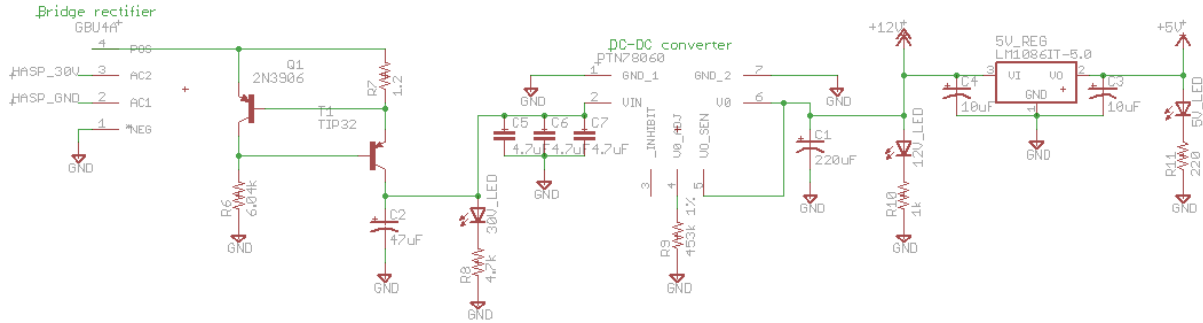 Bridge rectifier
GBU4A
4 POS
HASP_30V 3 AC2
HASP_GND 2 AC1
1 *NEG
GND
Q1
2N3906
R7
1.2
T1
TIP32
R6
6.04k
GND
C2
47uF
GND
30V_LED
R8
4.7k
GND
C5 C6 C7
4.7uF 4.7uF 4.7uF
GND
DC-DC converter
PTN78060
GND
1 GND_1 GND_2 7
2 VIN V0 6
_INHIBIT
V0_ADJ
VO_SEN
3 4 5
R9
453k 1%
GND
GND
C1
220uF
GND
+12V
12V_LED
R10
1k
GND
C4
10uF
GND
5V_REG
LM1086IT-5.0
3 VI VO 2
GND
1
GND
C3
10uF
GND
+5V
5V_LED
R11
220
GND